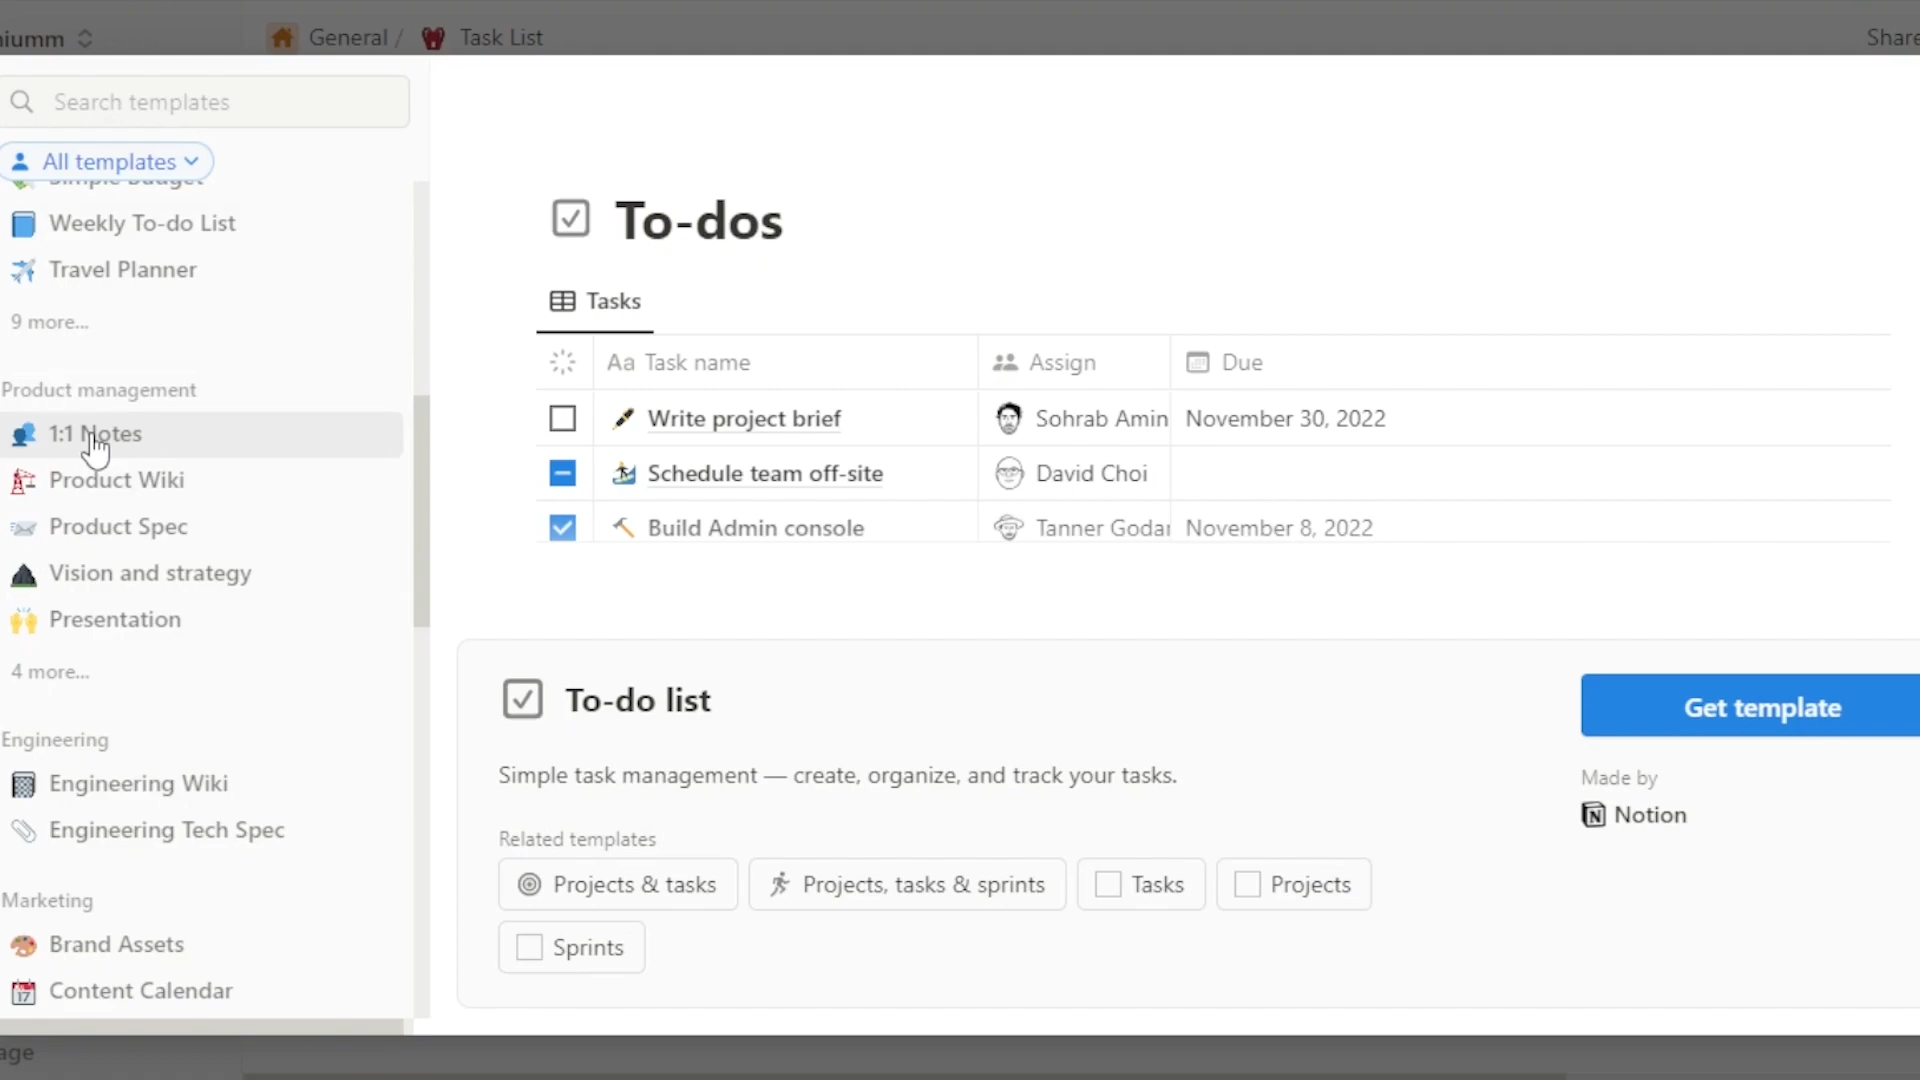 General / Task List
Share
Search templates
All templates
Simple Budget
Weekly To-do List
Travel Planner
9 more...
Product management
1:1 Notes
Product Wiki
Product Spec
Vision and strategy
Presentation
4 more...
Engineering
Engineering Wiki
Engineering Tech Spec
Marketing
Brand Assets
Content Calendar
To-dos
Tasks
Aa Task name Assign Due
Write project brief Sohrab Amin November 30, 2022
Schedule team off-site David Choi
Build Admin console Tanner Godar November 8, 2022
To-do list
Get template
Simple task management — create, organize, and track your tasks.
Made by
Notion
Related templates
Projects & tasks
Projects, tasks & sprints
Tasks
Projects
Sprints